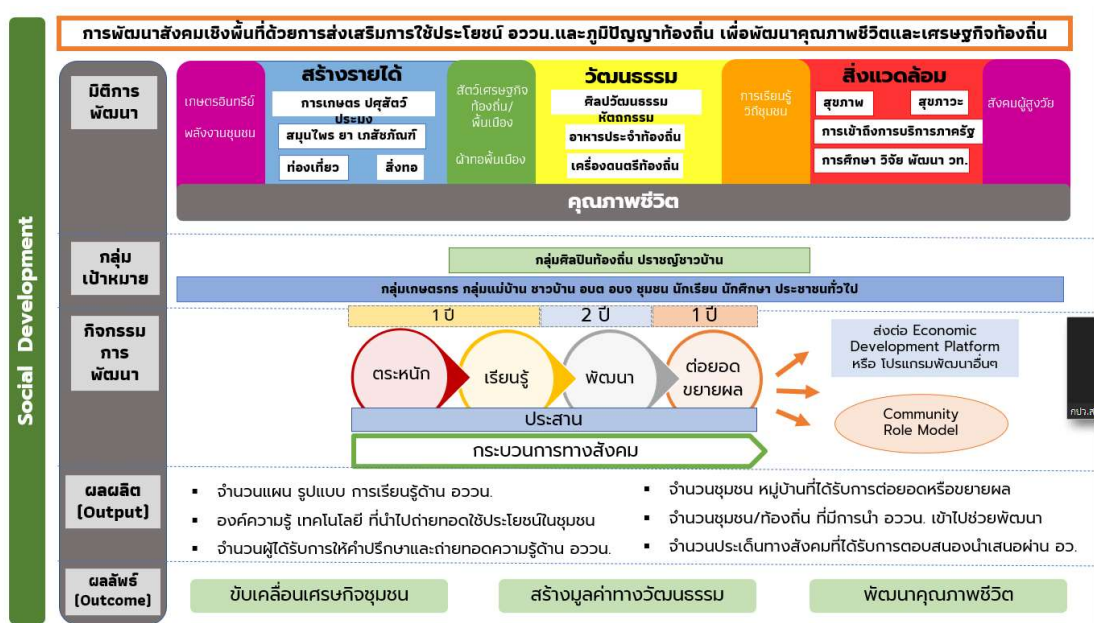 การพัฒนาสังคมเชิงพื้นที่ด้วยการส่งเสริมการใช้ประโยชน์ อววน.และภูมิปัญญาท้องถิ่น เพื่อพัฒนาคุณภาพชีวิตและเศรษฐกิจท้องถิ่น
Social Development
มิติการ
พัฒนา
เกษตรอินทรีย์
พลังงานชุมชน
สร้างรายได้
การเกษตร ปศุสัตว์
ประมง
สมุนไพร ยา เภสัชภัณฑ์
ท่องเที่ยว
สิ่งทอ
สัตว์เศรษฐกิจ
ท้องถิ่น/
พื้นเมือง
ผ้าทอพื้นเมือง
วัฒนธรรม
ศิลปวัฒนธรรม
หัตถกรรม
อาหารประจำท้องถิ่น
เครื่องดนตรีท้องถิ่น
การเรียนรู้
วิถีชุมชน
สิ่งแวดล้อม
สุขภาพ
สุขภาวะ
การเข้าถึงการบริการภาครัฐ
การศึกษา วิจัย พัฒนา วท.
สังคมผู้สูงวัย
คุณภาพชีวิต
กลุ่ม
เป้าหมาย
กลุ่มศิลปินท้องถิ่น ปราชญ์ชาวบ้าน
กลุ่มเกษตรกร กลุ่มแม่บ้าน ชาวบ้าน อบต อบจ ชุมชน นักเรียน นักศึกษา ประชาชนทั่วไป
กิจกรรม
การ
พัฒนา
1 ปี
2 ปี
1 ปี
ตระหนัก
เรียนรู้
พัฒนา
ต่อยอด
ขยายผล
ประสาน
กระบวนการทางสังคม
ส่งต่อ Economic
Development Platform
หรือ โปรแกรมพัฒนาอื่นๆ
Community
Role Model
กปว.ส
ผลผลิต
(Output)
▪ จำนวนแผน รูปแบบ การเรียนรู้ด้าน อววน.
▪ องค์ความรู้ เทคโนโลยี ที่นำไปถ่ายทอดใช้ประโยชน์ในชุมชน
▪ จำนวนผู้ได้รับการให้คำปรึกษาและถ่ายทอดความรู้ด้าน อววน.
▪ จำนวนชุมชน หมู่บ้านที่ได้รับการต่อยอดหรือขยายผล
▪ จำนวนชุมชน/ท้องถิ่น ที่มีการนำ อววน. เข้าไปช่วยพัฒนา
▪ จำนวนประเด็นทางสังคมที่ได้รับการตอบสนองนำเสนอผ่าน อว.
ผลลัพธ์
(Outcome)
ขับเคลื่อนเศรษกิจชุมชน
สร้างมูลค่าทางวัฒนธรรม
พัฒนาคุณภาพชีวิต